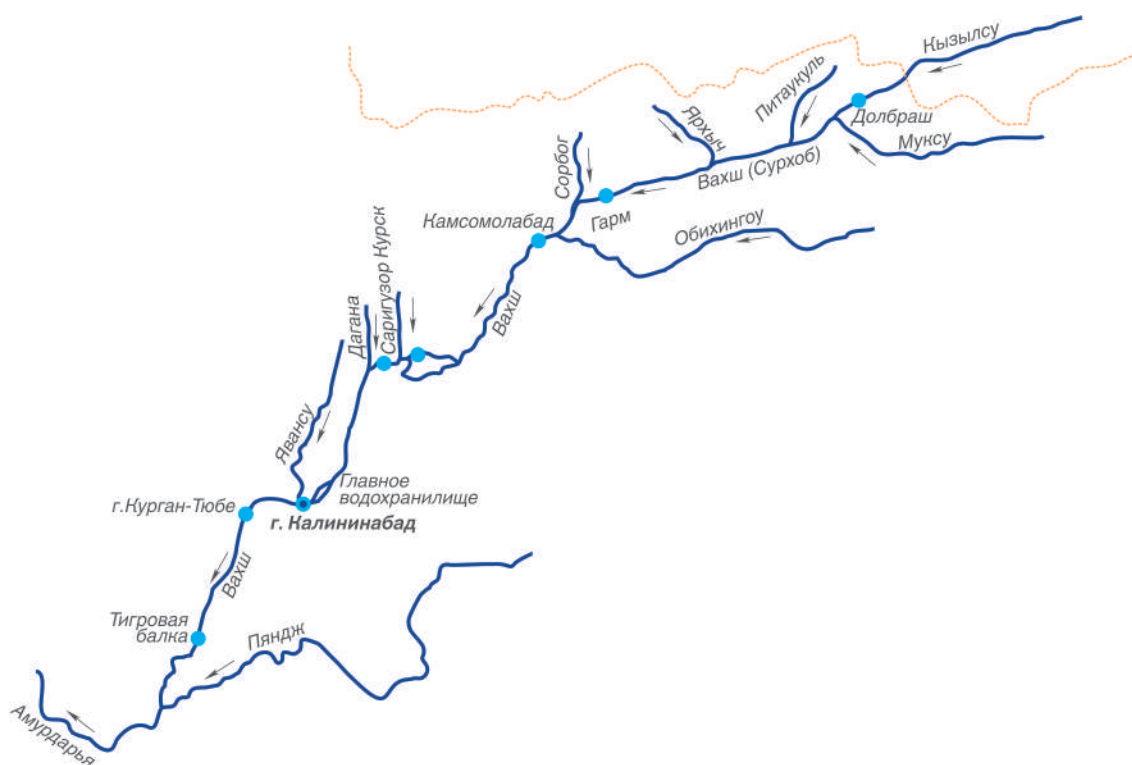 Кызылсу
Питаукуль
Долбраш
Ярхыч
Муксу
Сорбог
Вахш (Сурхоб)
Гарм
Камсомолабад
Обихингоу
Вахш
Дагана
Саригузор Курск
Явансу
Главное
водохранилище
г.Курган-Тюбе
г. Калининабад
Вахш
Тигровая
балка
Пяндж
Амурдарья